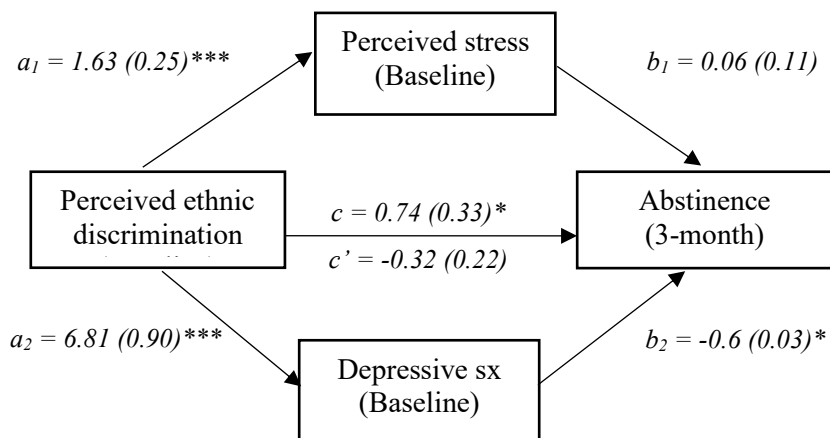 Perceived stress
(Baseline)
a1 = 1.63 (0.25)***
b1 = 0.06 (0.11)
Perceived ethnic
discrimination
c = 0.74 (0.33)*
c’ = -0.32 (0.22)
Abstinence
(3-month)
a2 = 6.81 (0.90)***
b2 = -0.6 (0.03)*
Depressive sx
(Baseline)